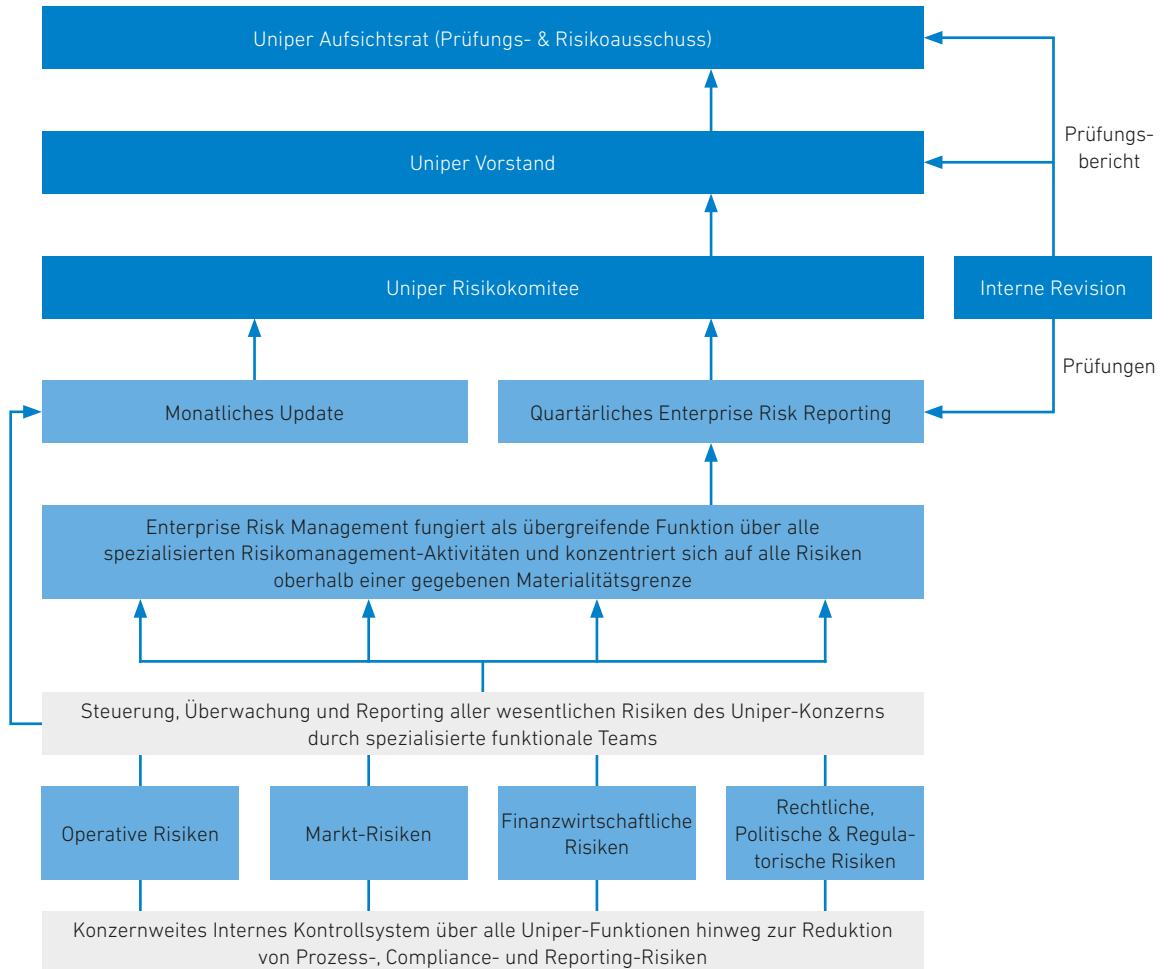 Uniper Aufsichtsrat (Prüfungs- & Risikoausschuss)
Prüfungs-
bericht
Uniper Vorstand
Uniper Risikokomitee
Interne Revision
Prüfungen
Monatliches Update
Quartärliches Enterprise Risk Reporting
Enterprise Risk Management fungiert als übergreifende Funktion über alle
spezialisierten Risikomanagement-Aktivitäten und konzentriert sich auf alle Risiken
oberhalb einer gegebenen Materialitätsgrenze
Steuerung, Überwachung und Reporting aller wesentlichen Risiken des Uniper-Konzerns
durch spezialisierte funktionale Teams
Operative Risiken
Markt-Risiken
Finanzwirtschaftliche
Risiken
Rechtliche,
Politische & Regula-
torische Risiken
Konzernweites Internes Kontrollsystem über alle Uniper-Funktionen hinweg zur Reduktion
von Prozess-, Compliance- und Reporting-Risiken